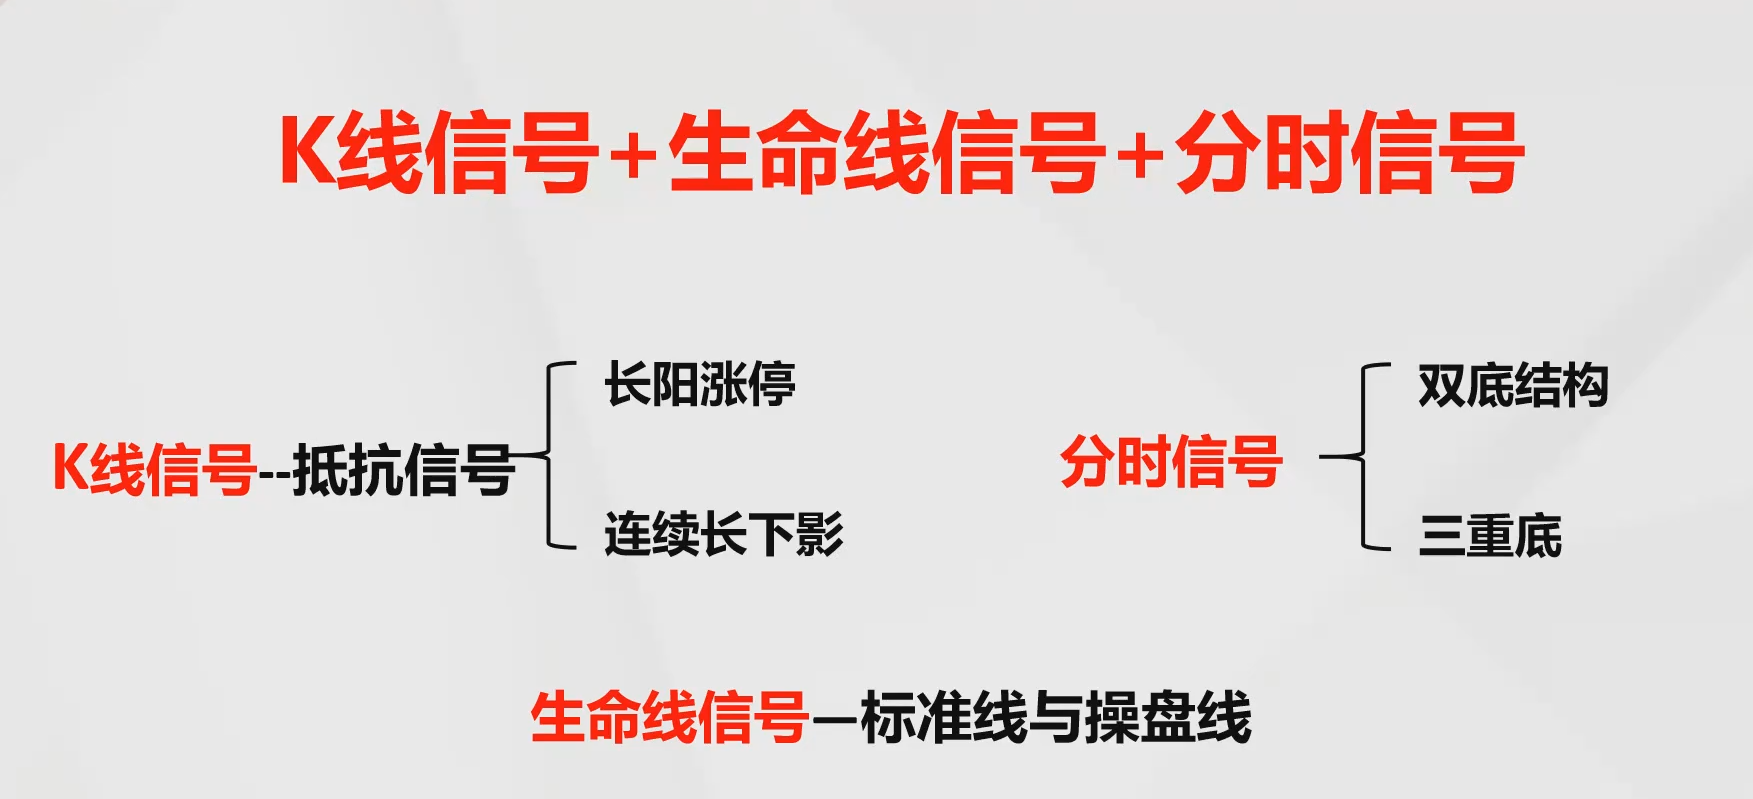 K线信号+生命线信号+分时信号
K线信号--抵抗信号
长阳涨停
连续长下影
分时信号
双底结构
三重底
生命线信号—标准线与操盘线